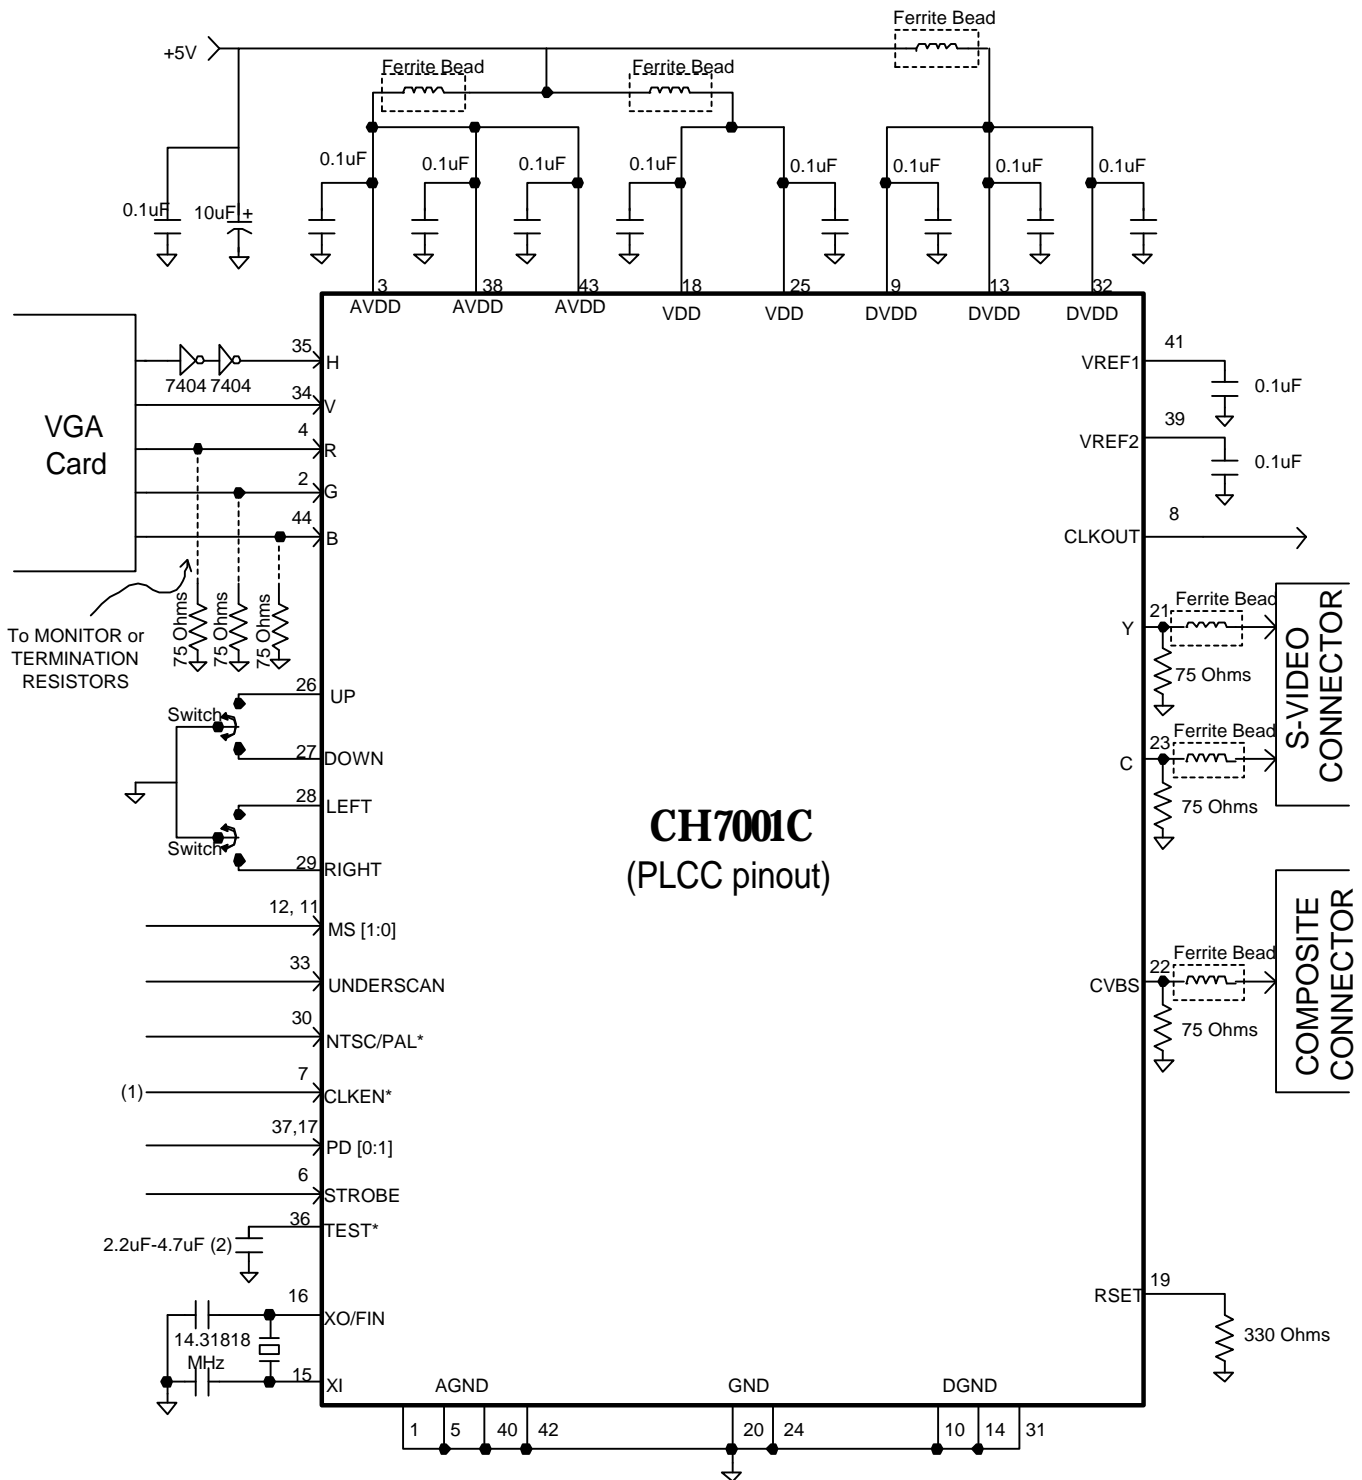 Ferrite Bead
+5V
Ferrite Bead
Ferrite Bead
0.1uF
0.1uF
0.1uF
0.1uF
0.1uF
0.1uF
0.1uF
0.1uF
0.1uF
10uF +
3
38
43
18
25
9
13
32
AVDD
AVDD
AVDD
VDD
VDD
DVDD
DVDD
DVDD
VGA
Card
7404
7404
35
H
34
V
4
R
2
G
44
B
41
VREF1
0.1uF
39
VREF2
0.1uF
8
CLKOUT
75 Ohms
75 Ohms
75 Ohms
To MONITOR or
TERMINATION
RESISTORS
21
Ferrite Bead
Y
75 Ohms
23
Ferrite Bead
C
75 Ohms
S-VIDEO
CONNECTOR
26
UP
Switch
27
DOWN
28
LEFT
Switch
29
RIGHT
CH7001C
(PLCC pinout)
12, 11
MS [1:0]
33
UNDERSCAN
30
NTSC/PAL*
7
(1)
CLKEN*
37,17
PD [0:1]
6
STROBE
36
TEST*
2.2uF-4.7uF (2)
22
Ferrite Bead
CVBS
75 Ohms
COMPOSITE
CONNECTOR
16
XO/FIN
14.31818
MHz
15
XI
19
RSET
330 Ohms
AGND
GND
DGND
1
5
40
42
20
24
10
14
31